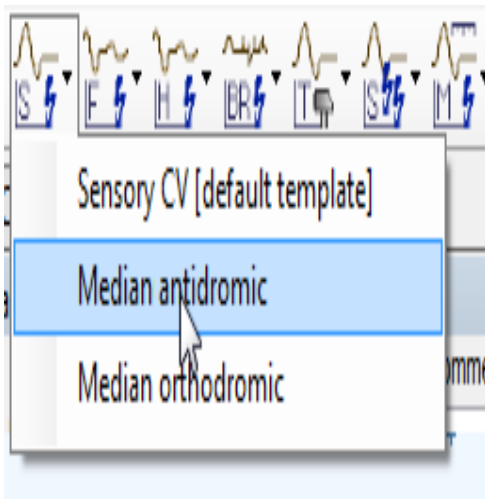 S F H BR T S M
Sensory CV [default template]
Median antidromic
Median orthodromic